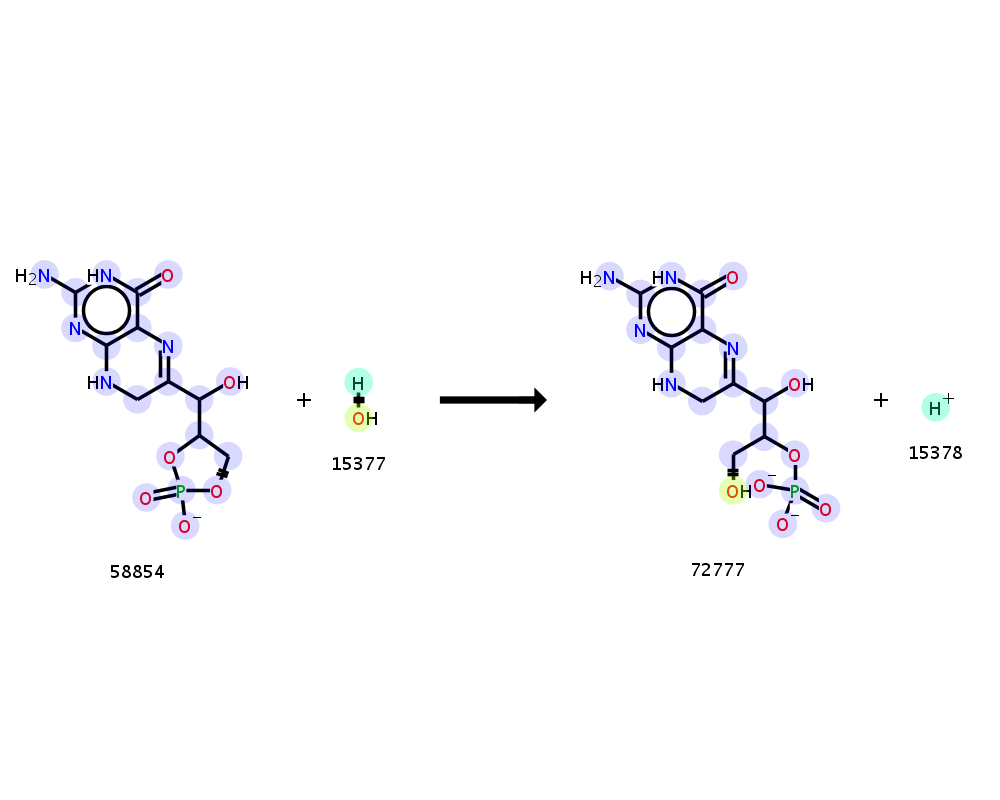 H2N HN O
N N
HN OH
O
O P O
O−
58854
+
H
OH
15377
H2N HN O
N N
HN OH
O
OH O− P O
O−
72777
+
H+
15378